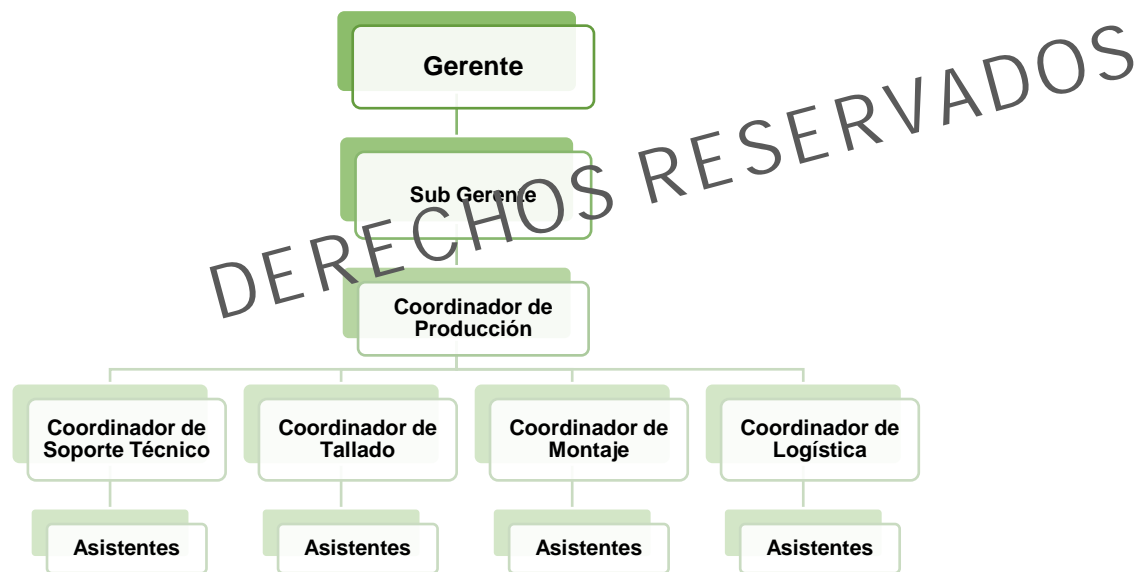 Gerente
Sub Gerente
DERECHOS RESERVADOS
Coordinador de
Producción
Coordinador de
Soporte Técnico
Coordinador de
Tallado
Coordinador de
Montaje
Coordinador de
Logística
Asistentes
Asistentes
Asistentes
Asistentes